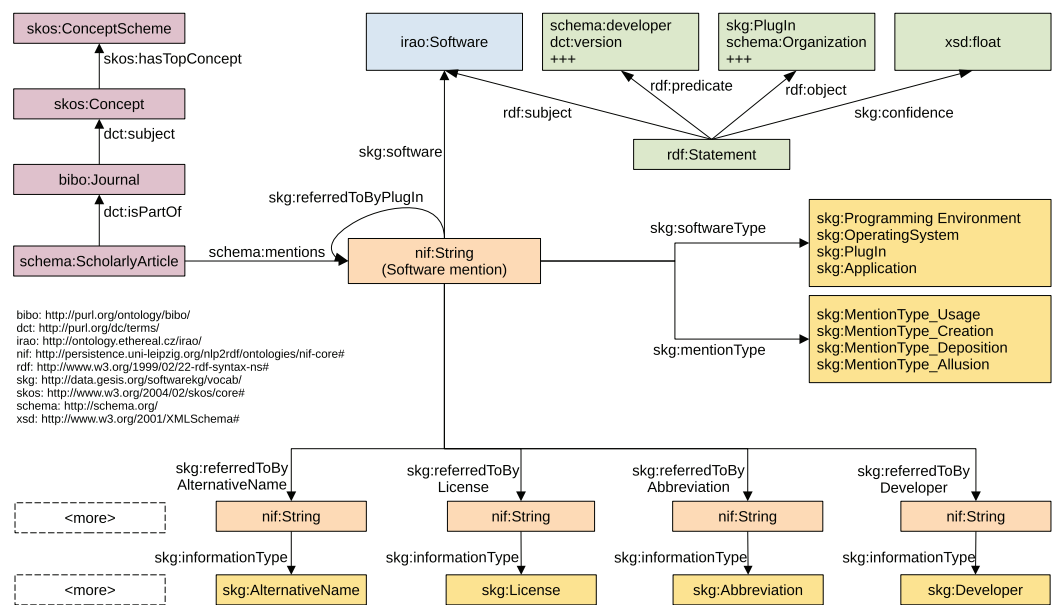 skos:ConceptScheme
skos:hasTopConcept
skos:Concept
dct:subject
bibo:Journal
dct:isPartOf
schema:ScholarlyArticle
schema:mentions
irao:Software
schema:developer
dct:version
+++
skg:PlugIn
schema:Organization
+++
xsd:float
rdf:subject
rdf:predicate
rdf:object
skg:confidence
rdf:Statement
skg:software
skg:referredToByPlugIn
nif:String
(Software mention)
skg:softwareType
skg:Programming Environment
skg:OperatingSystem
skg:PlugIn
skg:Application
skg:mentionType
skg:MentionType_Usage
skg:MentionType_Creation
skg:MentionType_Deposition
skg:MentionType_Allusion
bibo: http://purl.org/ontology/bibo/
dct: http://purl.org/dc/terms/
irao: http://ontology.ethereal.cz/irao/
nif: http://persistence.uni-leipzig.org/nlp2rdf/ontologies/nif-core#
rdf: http://www.w3.org/1999/02/22-rdf-syntax-ns#
skg: http://data.gesis.org/softwarekg/vocab/
skos: http://www.w3.org/2004/02/skos/core#
schema: http://schema.org/
xsd: http://www.w3.org/2001/XMLSchema#
skg:referredToBy
AlternativeName
skg:referredToBy
License
skg:referredToBy
Abbreviation
skg:referredToBy
Developer
<more>
nif:String
nif:String
nif:String
nif:String
skg:informationType
skg:informationType
skg:informationType
skg:informationType
<more>
skg:AlternativeName
skg:License
skg:Abbreviation
skg:Developer